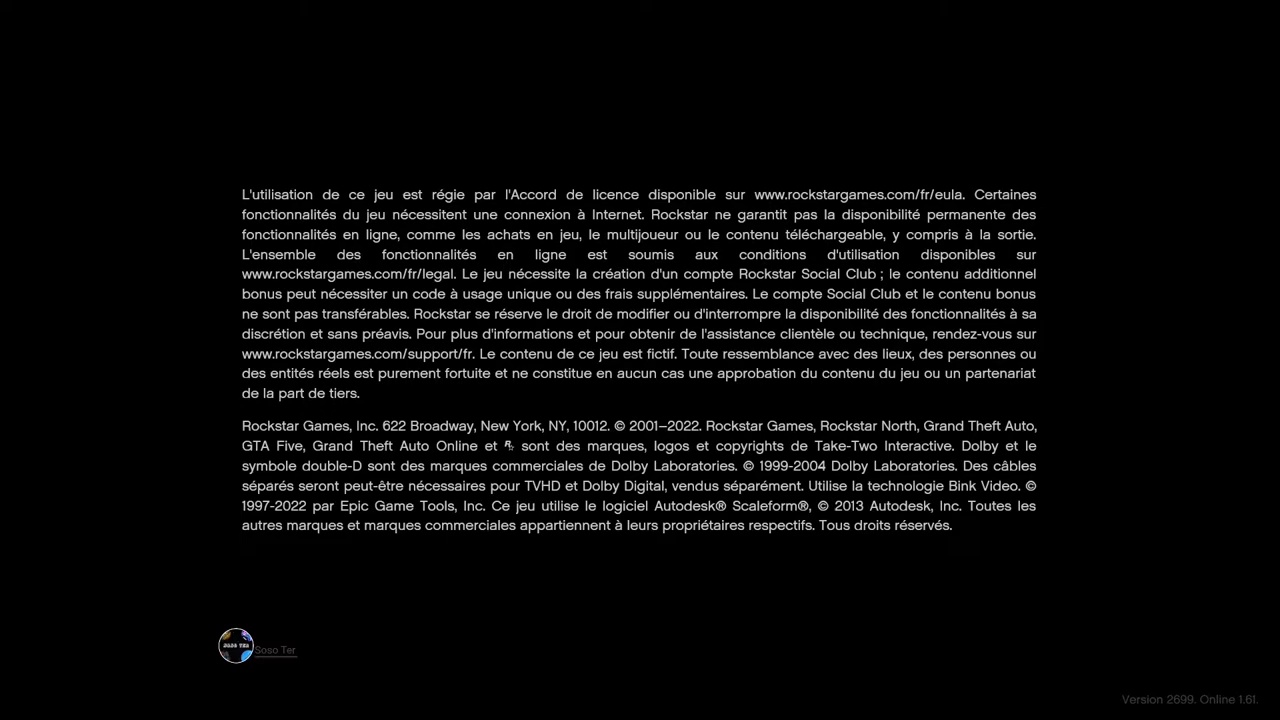 L'utilisation de ce jeu est régie par l'Accord de licence disponible sur www.rockstargames.com/fr/eula. Certaines
fonctionnalités du jeu nécessitent une connexion à Internet. Rockstar ne garantit pas la disponibilité permanente des
fonctionnalités en ligne, comme les achats en jeu, le multijoueur ou le contenu téléchargeable, y compris à la sortie.
L'ensemble des fonctionnalités en ligne est soumis aux conditions d'utilisation disponibles sur
www.rockstargames.com/fr/legal. Le jeu nécessite la création d'un compte Rockstar Social Club ; le contenu additionnel
bonus peut nécessiter un code à usage unique ou des frais supplémentaires. Le compte Social Club et le contenu bonus
ne sont pas transférables. Rockstar se réserve le droit de modifier ou d'interrompre la disponibilité des fonctionnalités à sa
discrétion et sans préavis. Pour plus d'informations et pour obtenir de l'assistance clientèle ou technique, rendez-vous sur
www.rockstargames.com/support/fr. Le contenu de ce jeu est fictif. Toute ressemblance avec des lieux, des personnes ou
des entités réels est purement fortuite et ne constitue en aucun cas une approbation du contenu du jeu ou un partenariat
de la part de tiers.
Rockstar Games, Inc. 622 Broadway, New York, NY, 10012. © 2001–2022. Rockstar Games, Rockstar North, Grand Theft Auto,
GTA Five, Grand Theft Auto Online et R* sont des marques, logos et copyrights de Take-Two Interactive. Dolby et le
symbole double-D sont des marques commerciales de Dolby Laboratories. © 1999-2004 Dolby Laboratories. Des câbles
séparés seront peut-être nécessaires pour TVHD et Dolby Digital, vendus séparément. Utilise la technologie Bink Video. ©
1997-2022 par Epic Game Tools, Inc. Ce jeu utilise le logiciel Autodesk® Scaleform®, © 2013 Autodesk, Inc. Toutes les
autres marques et marques commerciales appartiennent à leurs propriétaires respectifs. Tous droits réservés.
SOSO TER
Soso Ter
Version 2699. Online 1.61.